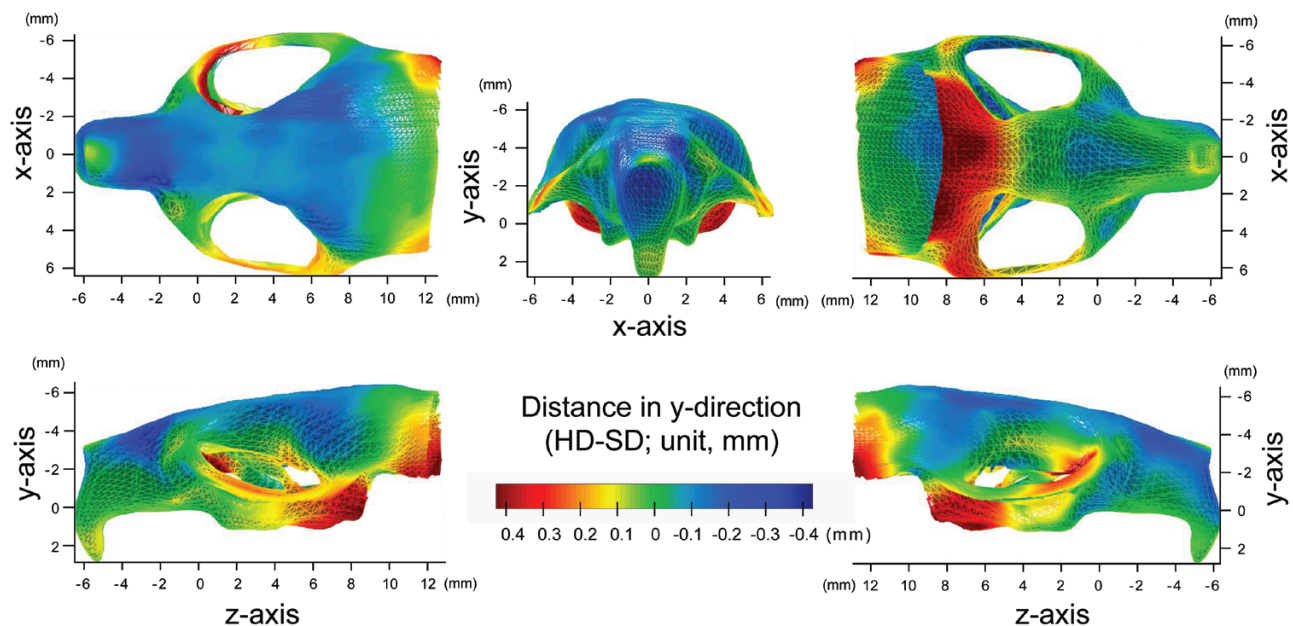 (mm)
-6
-4
-2
0
2
4
6
x-axis
-6 -4 -2 0 2 4 6 8 10 12 (mm)
(mm)
-6
-4
-2
0
2
y-axis
-6 -4 -2 0 2 4 6 (mm)
x-axis
(mm)
-6
-4
-2
0
2
4
6
x-axis
12 10 8 6 4 2 0 -2 -4 -6
(mm)
-6
-4
-2
0
2
y-axis
-6 -4 -2 0 2 4 6 8 10 12 (mm)
z-axis
Distance in y-direction
(HD-SD; unit, mm)
0.4 0.3 0.2 0.1 0 -0.1 -0.2 -0.3 -0.4 (mm)
(mm)
-6
-4
-2
0
2
y-axis
(mm) 12 10 8 6 4 2 0 -2 -4 -6
z-axis